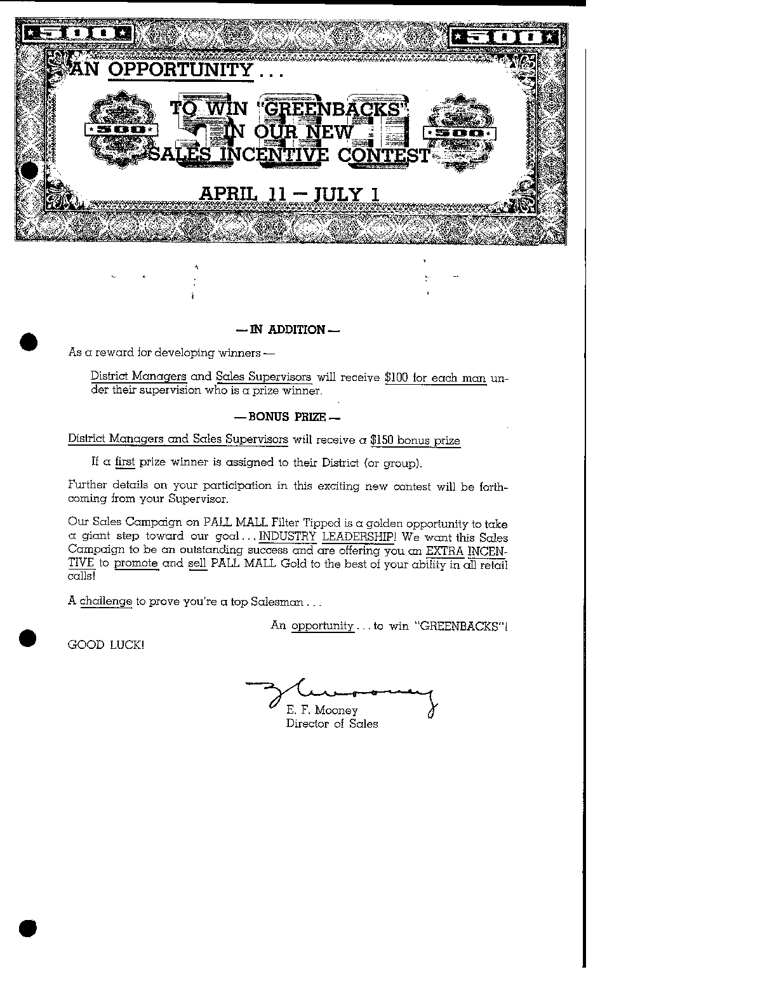 ★500★
★500★
AN OPPORTUNITY . . .
TO WIN "GREENBACKS"
500
★500★
IN OUR NEW
★500★
SALES INCENTIVE CONTEST
APRIL 11 — JULY 1
— IN ADDITION —
As a reward for developing winners —
District Managers and Sales Supervisors will receive $100 for each man un-
der their supervision who is a prize winner.
— BONUS PRIZE —
District Managers and Sales Supervisors will receive a $150 bonus prize
If a first prize winner is assigned to their District (or group).
Further details on your participation in this exciting new contest will be forth-
coming from your Supervisor.
Our Sales Campaign on PALL MALL Filter Tipped is a golden opportunity to take
a giant step toward our goal . . . INDUSTRY LEADERSHIP! We want this Sales
Campaign to be an outstanding success and are offering you an EXTRA INCEN-
TIVE to promote and sell PALL MALL Gold to the best of your ability in all retail
calls!
A challenge to prove you're a top Salesman . . .
An opportunity . . . to win "GREENBACKS"!
GOOD LUCK!
E. F. Mooney
Director of Sales